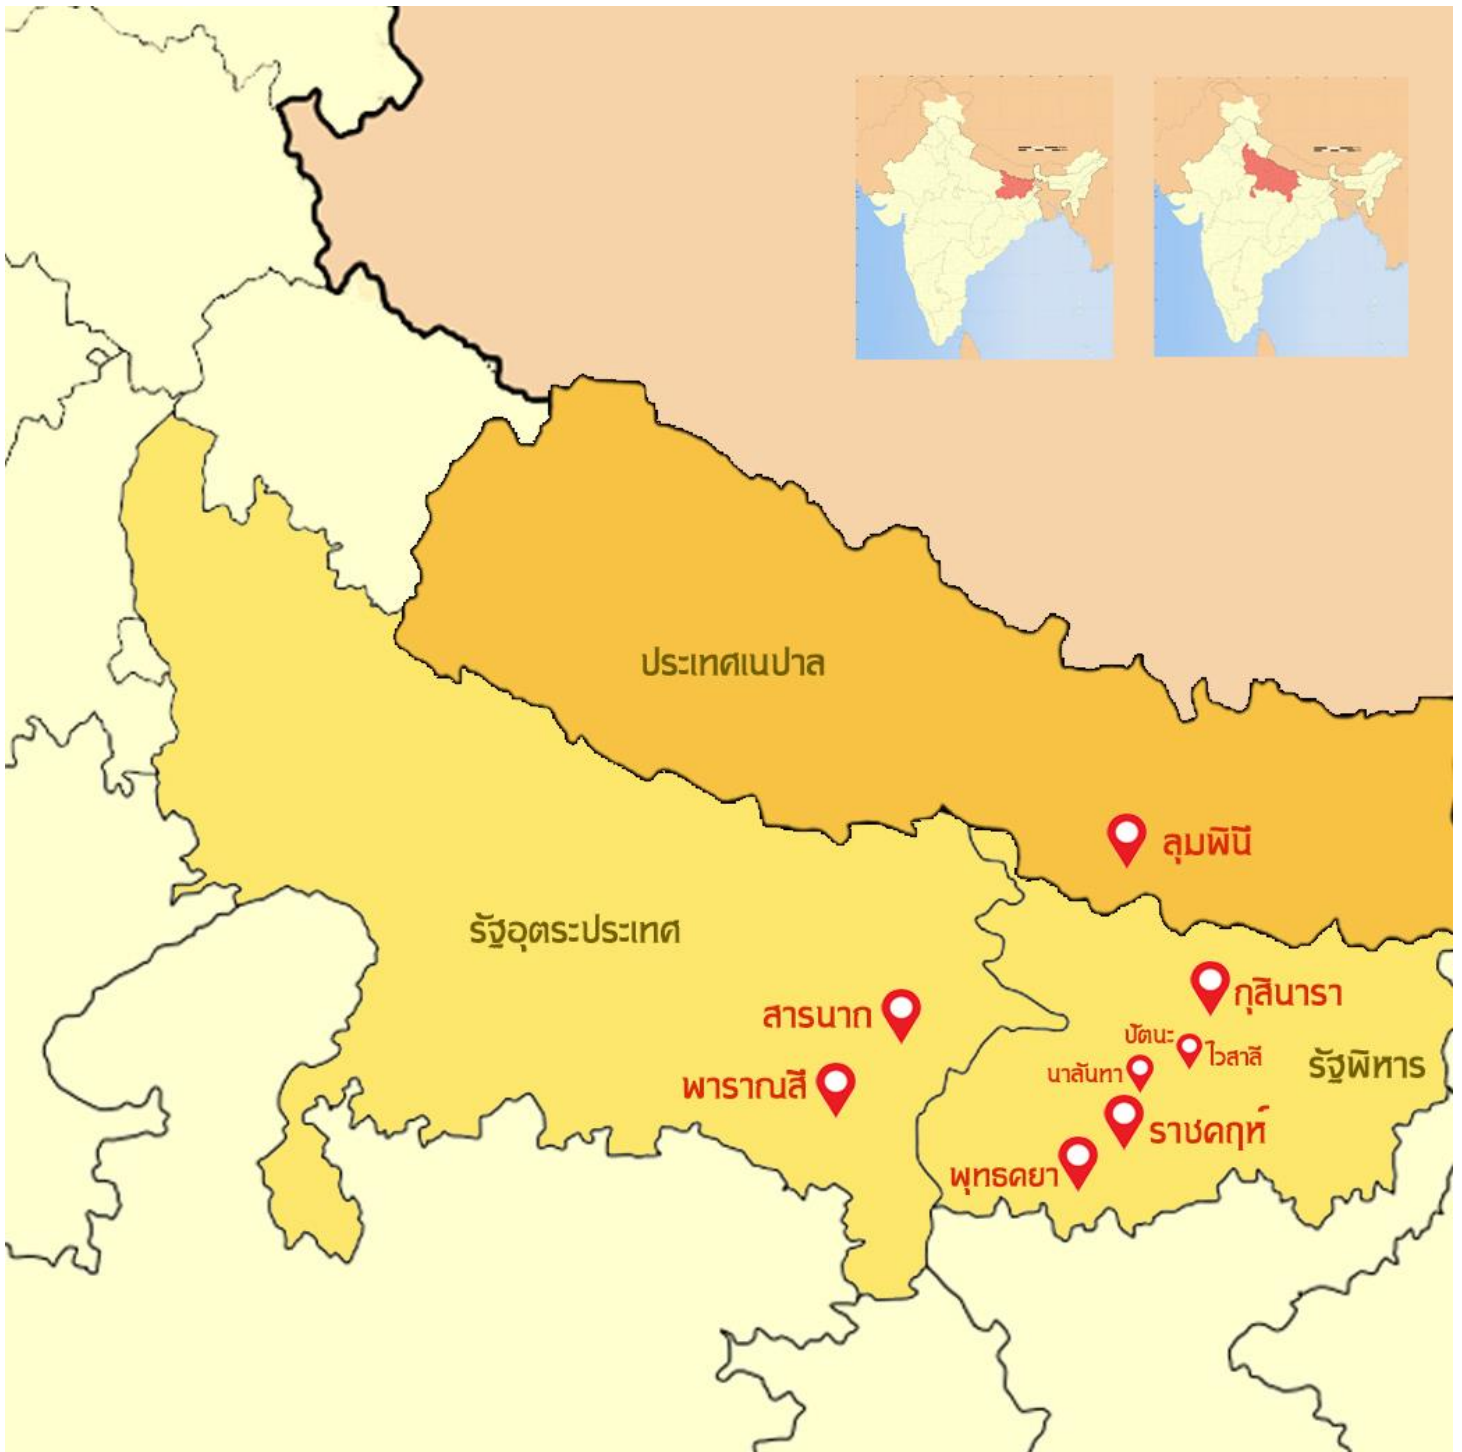 ประเทศเนปาล
ลุมพินี
รัฐอุตระประเทศ
สารนาถ
กุสินารา
ปัตนะ
ไวสาลี
รัฐพิหาร
นาลันทา
พาราณสี
ราชคฤห์
พุทธคยา